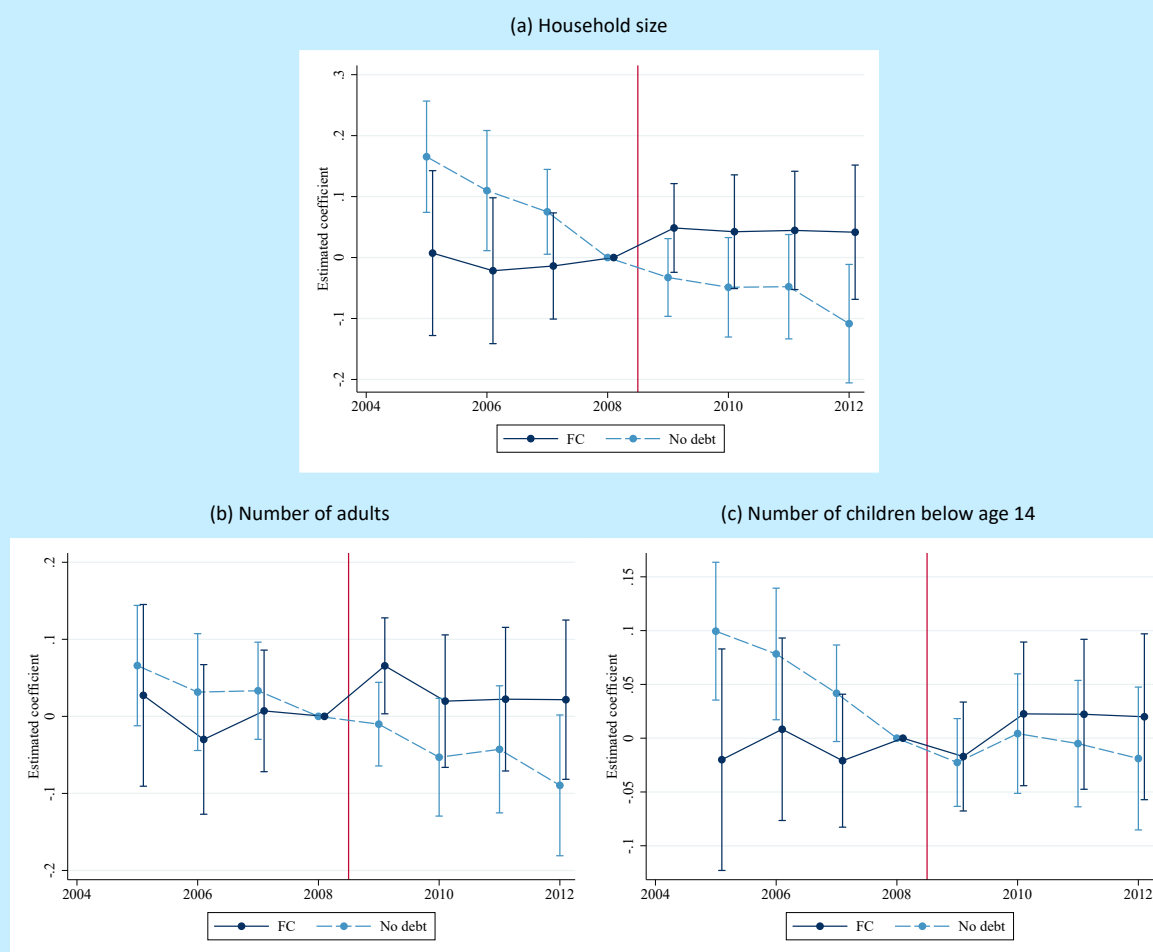 (a) Household size
Estimated coefficient
.3
.2
.1
0
-.1
-.2
2004 2006 2008 2010 2012
FC No debt
(b) Number of adults
Estimated coefficient
.2
.1
0
-.1
-.2
2004 2006 2008 2010 2012
FC No debt
(c) Number of children below age 14
Estimated coefficient
.15
.1
.05
0
-.05
-.1
2004 2006 2008 2010 2012
FC No debt